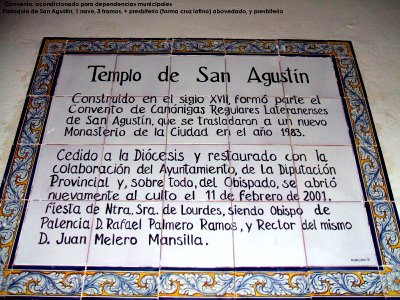 Convento, acondicionado para dependencias municipales
Parroquia de San Agustín, 1 nave, 3 tramos, + presbiterio (forma cruz latina) abovedado, y presbiterio
Templo de San Agustín
Construido en el siglo XVII, formó parte el
Convento de Canónigas Regulares Lateranenses
de San Agustín, que se trasladaron a un nuevo
Monasterio de la Ciudad en el año 1983.
Cedido a la Diócesis y restaurado con la
colaboración del Ayuntamiento, de la Diputación
Provincial y, sobre todo, del Obispado, se abrió
nuevamente al culto el 11 de febrero de 2001,
Fiesta de Ntra. Sra. de Lourdes, siendo Obispo de
Palencia D. Rafael Palmero Ramos, y Rector del mismo
D. Juan Melero Mansilla.